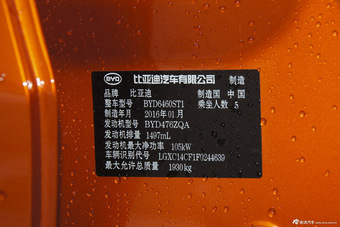 BYD 比亚迪汽车有限公司 制造
品牌 比亚迪 制造国 中国
整车型号 BYD6460ST1 乘坐人数 5
制造年月 2016年01月
发动机型号 BYD476ZQA
发动机排量 1497mL
发动机最大净功率 105kW
车辆识别代号 LGXC14CF1F0244639
最大允许总质量 1930kg